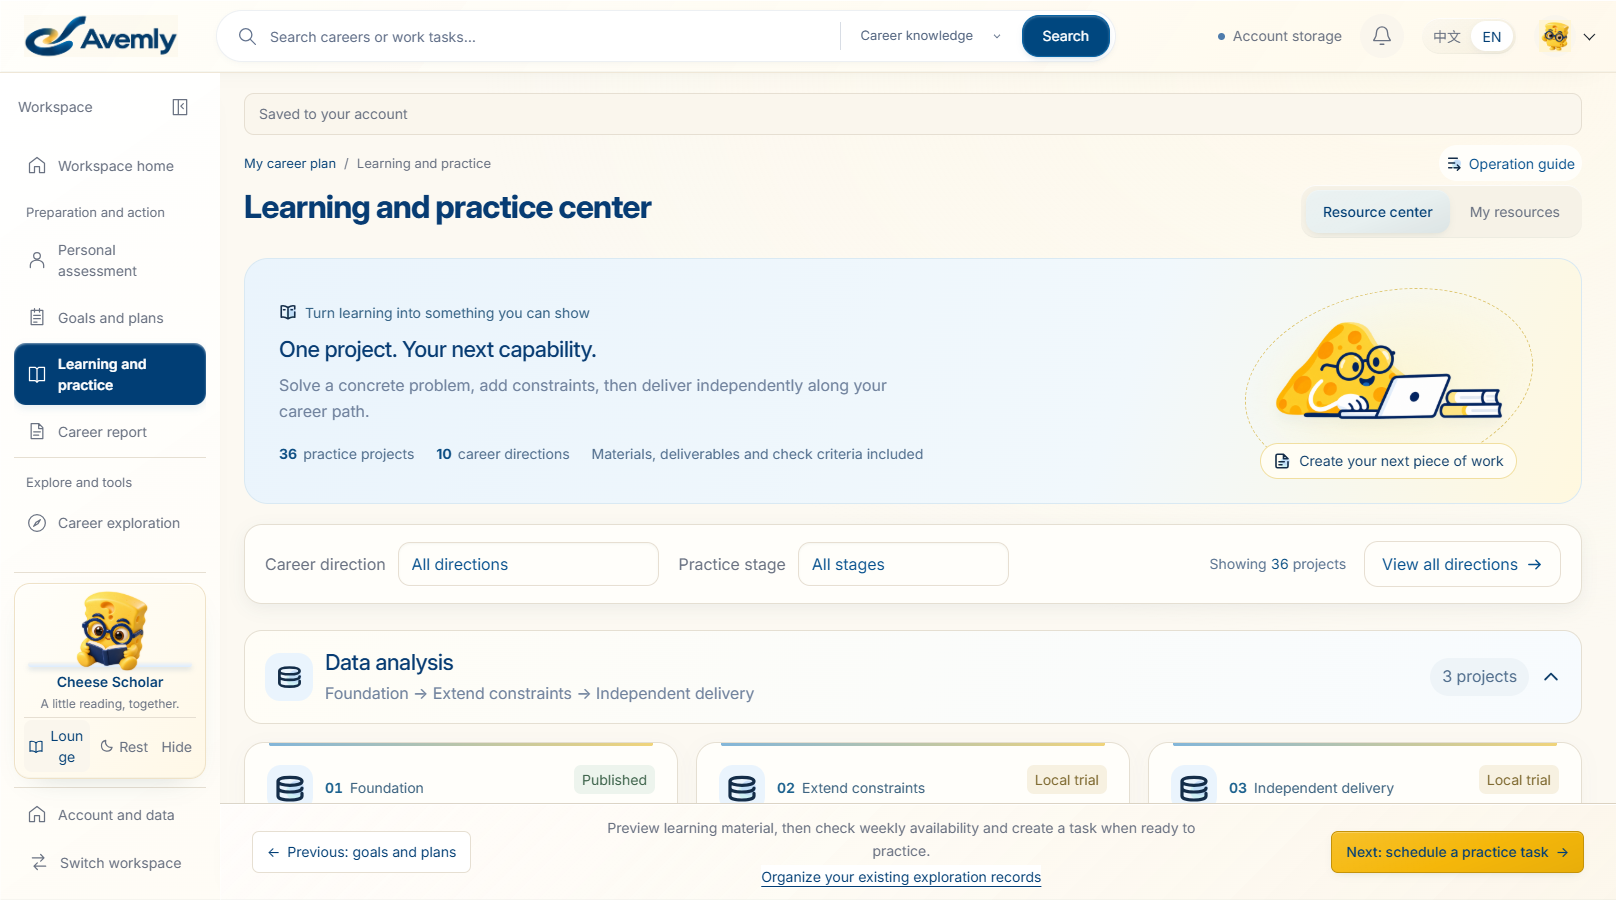 Avemly
Search careers or work tasks...
Career knowledge
Search
Account storage
中文
EN
Workspace
Workspace home
Preparation and action
Personal
assessment
Goals and plans
Learning and
practice
Career report
Explore and tools
Career exploration
Cheese Scholar
A little reading, together.
Loun
ge
Rest
Hide
Account and data
Switch workspace
Saved to your account
My career plan / Learning and practice
Operation guide
Learning and practice center
Resource center
My resources
Turn learning into something you can show
One project. Your next capability.
Solve a concrete problem, add constraints, then deliver independently along your
career path.
36 practice projects
10 career directions
Materials, deliverables and check criteria included
Create your next piece of work
Career direction
All directions
Practice stage
All stages
Showing 36 projects
View all directions →
Data analysis
Foundation → Extend constraints → Independent delivery
3 projects
01 Foundation
Published
02 Extend constraints
Local trial
03 Independent delivery
Local trial
← Previous: goals and plans
Preview learning material, then check weekly availability and create a task when ready to
practice.
Organize your existing exploration records
Next: schedule a practice task →